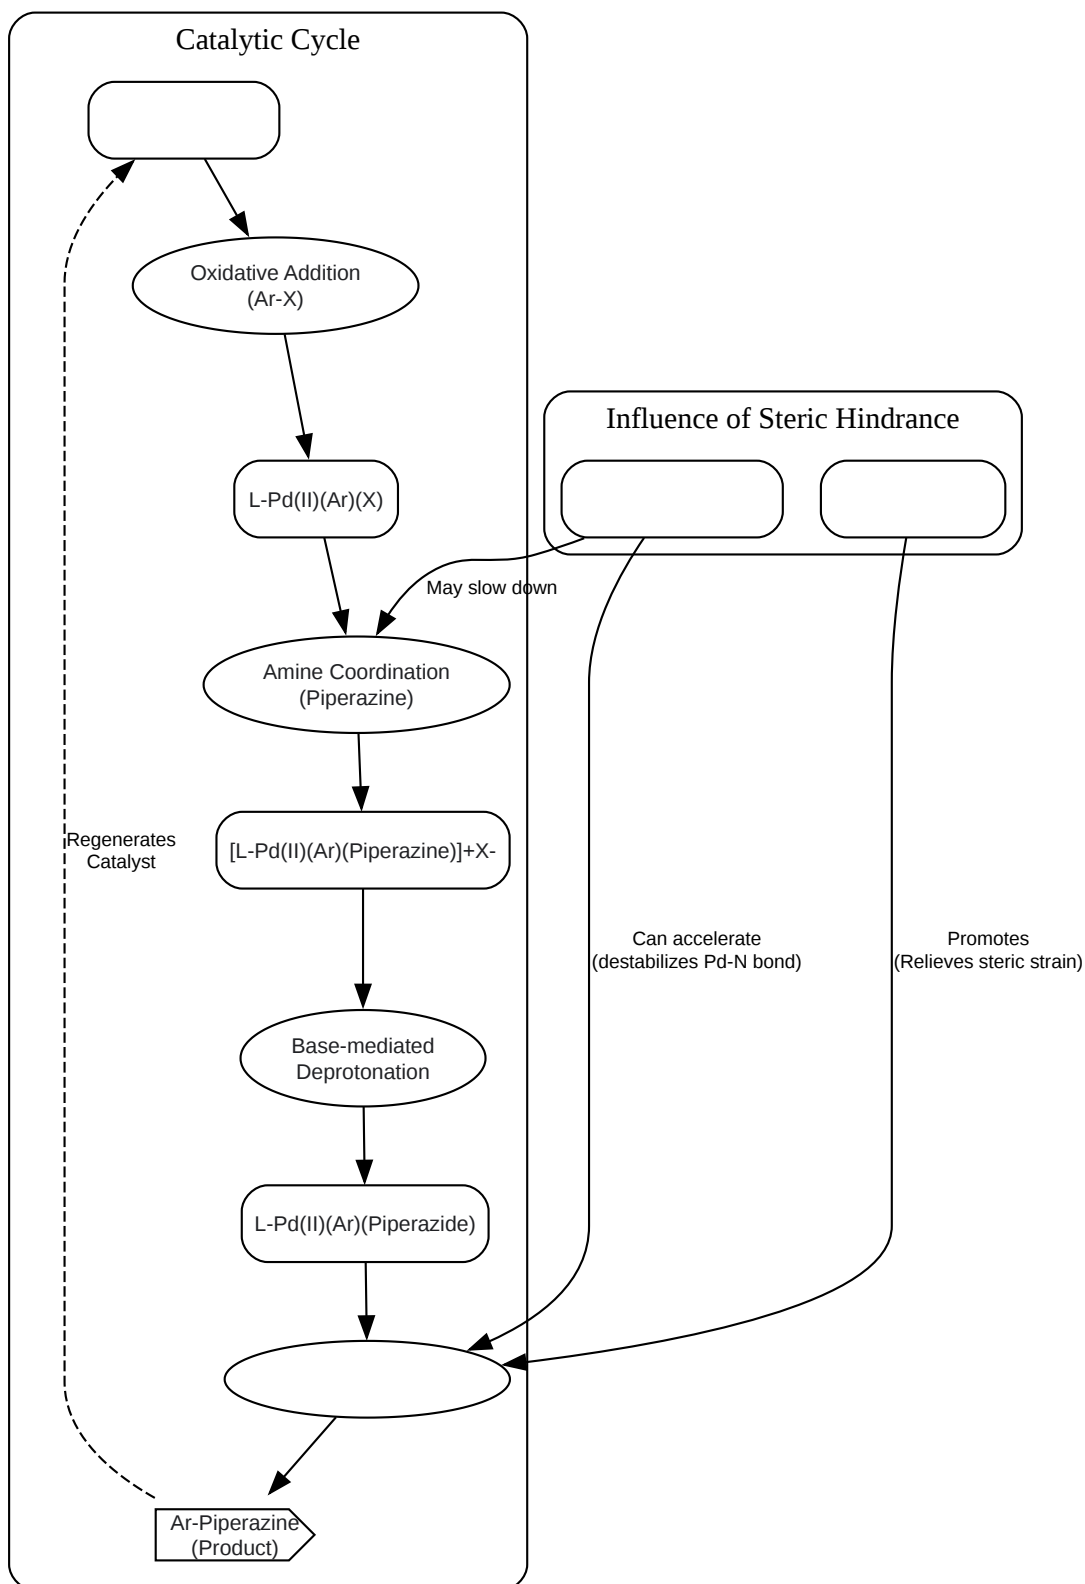 Catalytic Cycle
Oxidative Addition
(Ar-X)
Influence of Steric Hindrance
L-Pd(II)(Ar)(X)
May slow down
Amine Coordination
(Piperazine)
Regenerates
Catalyst
[L-Pd(II)(Ar)(Piperazine)]+X-
Can accelerate
(destabilizes Pd-N bond)
Promotes
(Relieves steric strain)
Base-mediated
Deprotonation
L-Pd(II)(Ar)(Piperazide)
Ar-Piperazine
(Product)